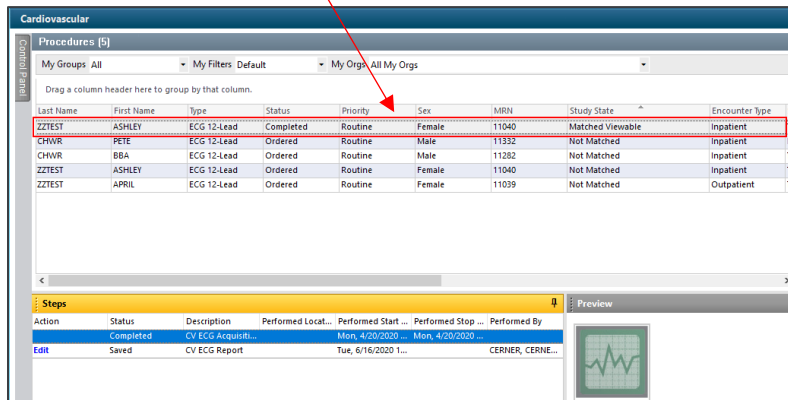 Cardiovascular
Control Panel
Procedures (5)
My Groups All My Filters Default My Orgs All My Orgs
Drag a column header here to group by that column.
Last Name First Name Type Status Priority Sex MRN Study State Encounter Type
ZZTEST ASHLEY ECG 12-Lead Completed Routine Female 11040 Matched Viewable Inpatient
CHWR PETE ECG 12-Lead Ordered Routine Male 11332 Not Matched Inpatient
CHWR BBA ECG 12-Lead Ordered Routine Male 11282 Not Matched Inpatient
ZZTEST ASHLEY ECG 12-Lead Ordered Routine Female 11040 Not Matched Inpatient
ZZTEST APRIL ECG 12-Lead Ordered Routine Female 11039 Not Matched Outpatient
Steps
Preview
Action Status Description Performed Locat... Performed Start ... Performed Stop ... Performed By
Completed CV ECG Acquisiti... Mon, 4/20/2020 ... Mon, 4/20/2020 ...
Edit Saved CV ECG Report Tue, 6/16/2020 1... CERNER, CERNE...